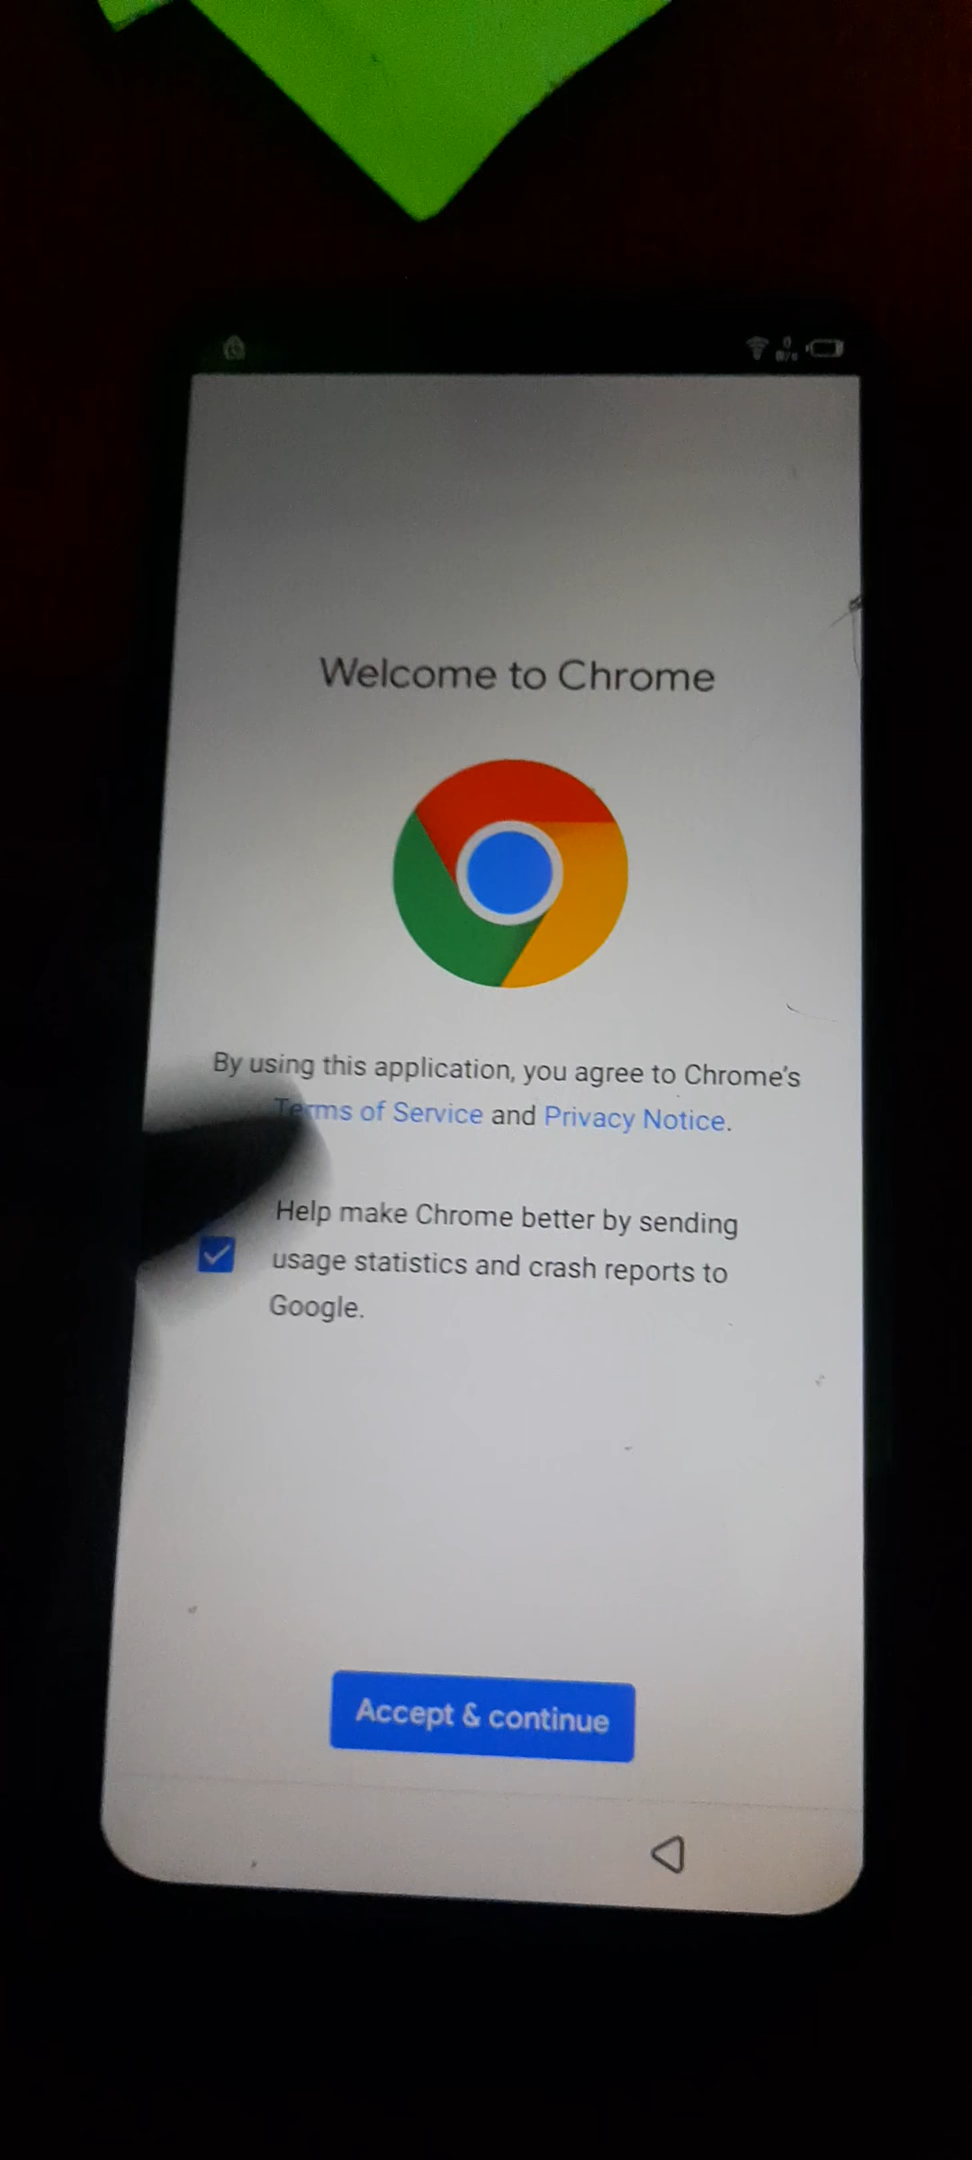 0
B/s
Welcome to Chrome
By using this application, you agree to Chrome's
Terms of Service and Privacy Notice.
Help make Chrome better by sending
usage statistics and crash reports to
Google.
Accept & continue